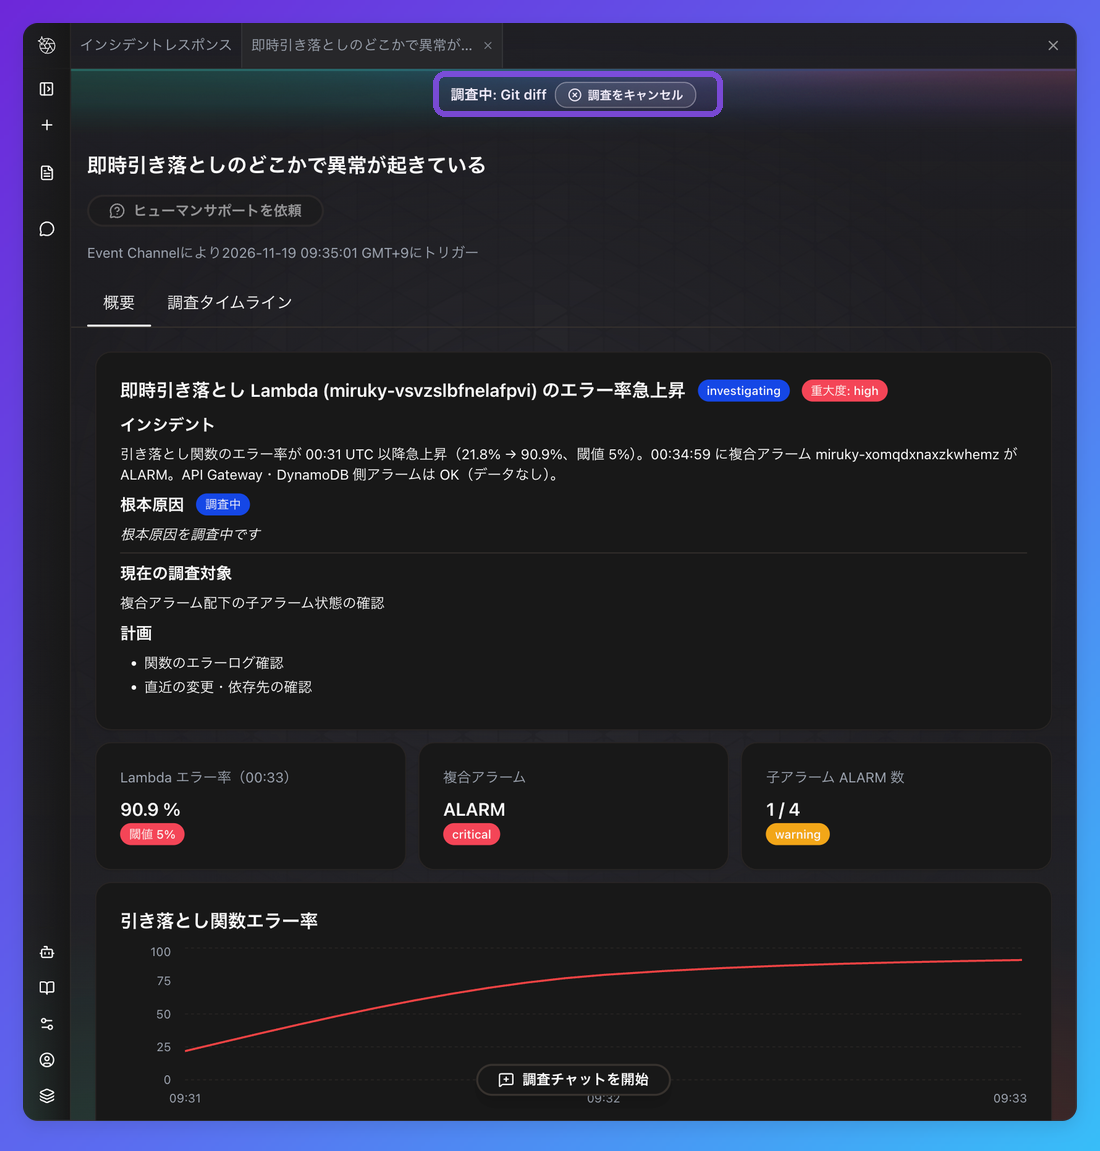 インシデントレスポンス
即時引き落としのどこかで異常が...
調査中: Git diff
調査をキャンセル
即時引き落としのどこかで異常が起きている
ヒューマンサポートを依頼
Event Channelにより2026-11-19 09:35:01 GMT+9にトリガー
概要
調査タイムライン
即時引き落とし Lambda (miruky-vsvzslbfnelafpvi) のエラー率急上昇
investigating
重大度: high
インシデント
引き落とし関数のエラー率が 00:31 UTC 以降急上昇（21.8% → 90.9%、閾値 5%）。00:34:59 に複合アラーム miruky-xomqdxnaxzkwhemz が
ALARM。API Gateway・DynamoDB 側アラームは OK（データなし）。
根本原因
調査中
根本原因を調査中です
現在の調査対象
複合アラーム配下の子アラーム状態の確認
計画
• 関数のエラーログ確認
• 直近の変更・依存先の確認
Lambda エラー率（00:33）
90.9 %
閾値 5%
複合アラーム
ALARM
critical
子アラーム ALARM 数
1 / 4
warning
引き落とし関数エラー率
100
75
50
25
0
09:31
09:32
09:33
調査チャットを開始